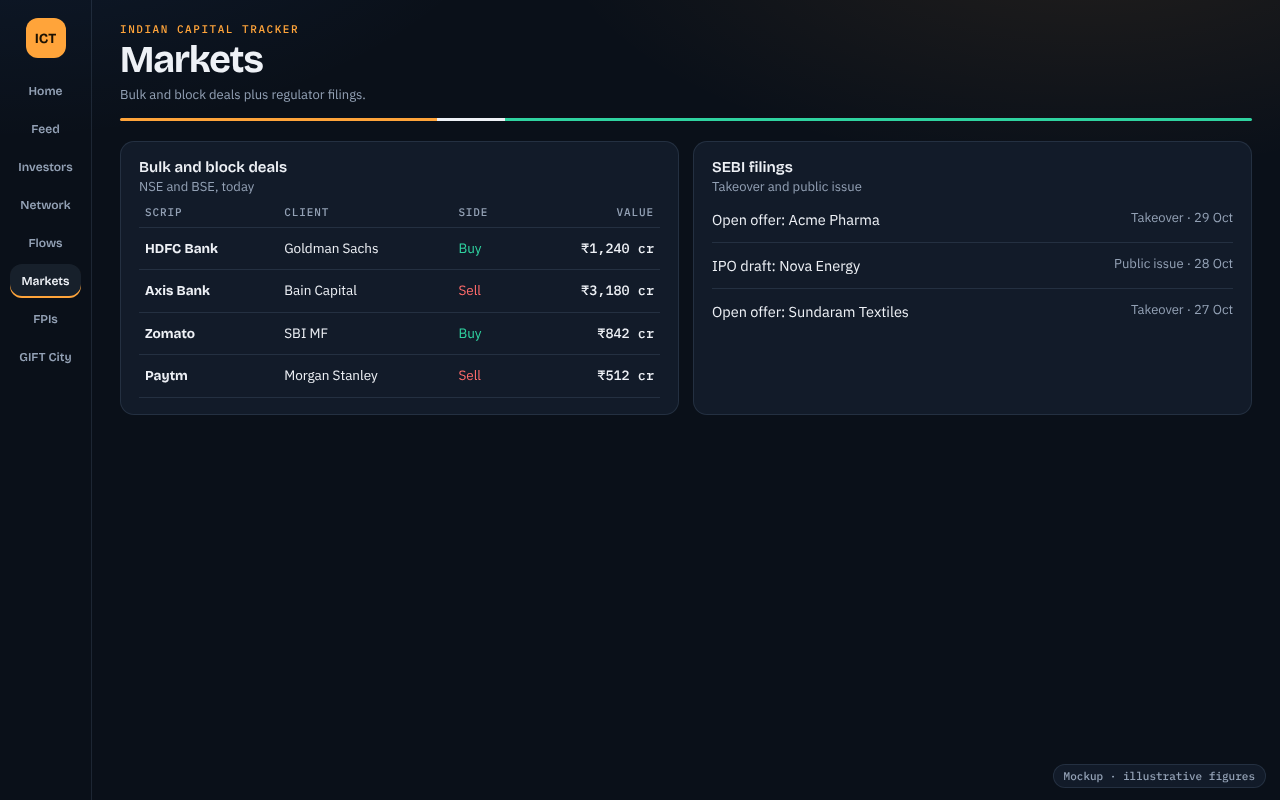 ICT
Home
Feed
Investors
Network
Flows
Markets
FPIs
GIFT City
INDIAN CAPITAL TRACKER
Markets
Bulk and block deals plus regulator filings.
Bulk and block deals
NSE and BSE, today
SCRIP CLIENT SIDE VALUE
HDFC Bank Goldman Sachs Buy ₹1,240 cr
Axis Bank Bain Capital Sell ₹3,180 cr
Zomato SBI MF Buy ₹842 cr
Paytm Morgan Stanley Sell ₹512 cr
SEBI filings
Takeover and public issue
Open offer: Acme Pharma Takeover · 29 Oct
IPO draft: Nova Energy Public issue · 28 Oct
Open offer: Sundaram Textiles Takeover · 27 Oct
Mockup · illustrative figures